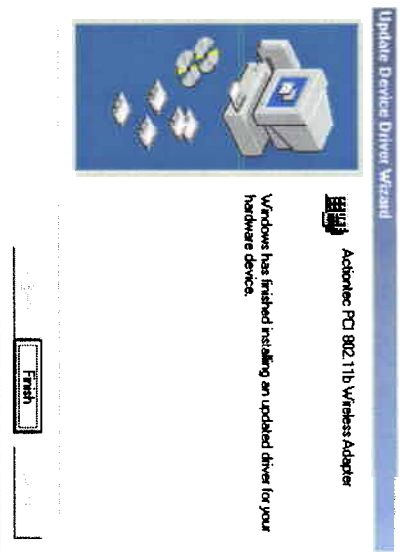 Update Device Driver Wizard
Actiontec PCI 802.11b Wireless Adapter
Windows has finished installing an updated driver for your
hardware device.
Finish